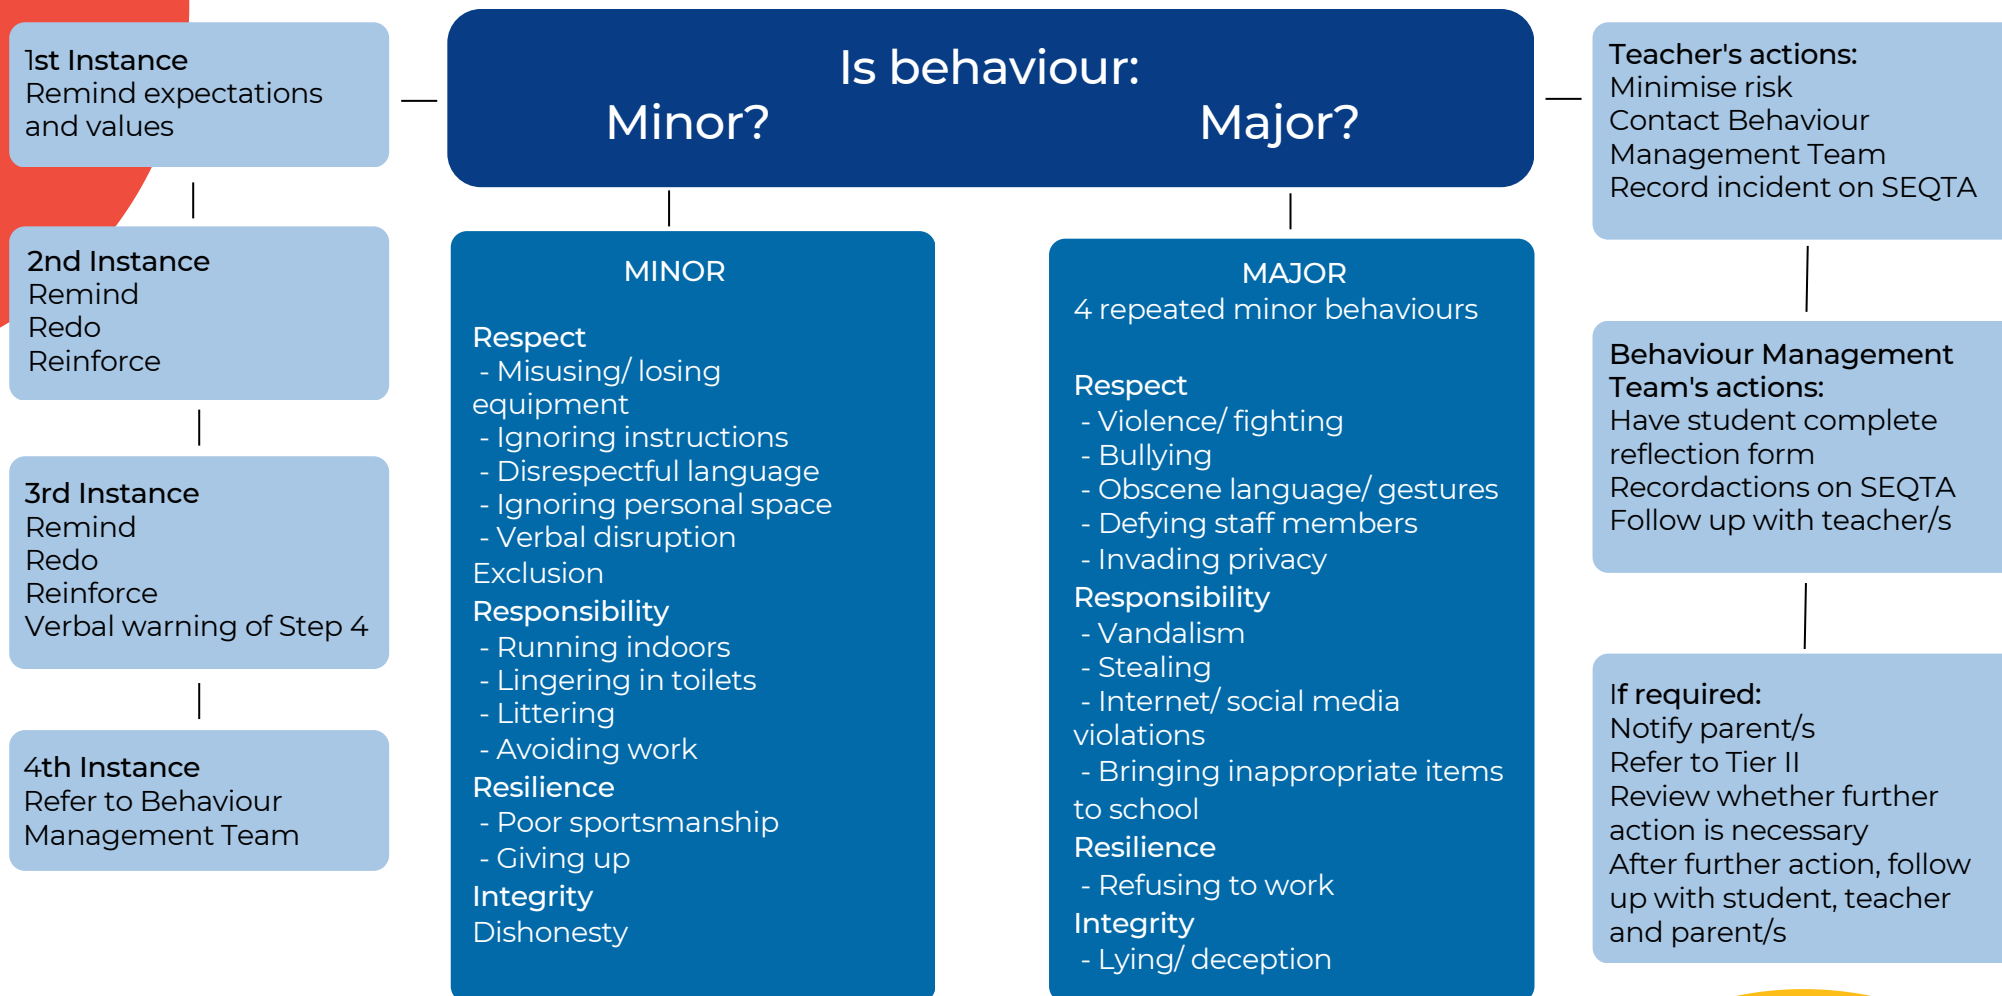 Is behaviour:
Minor? Major?
1st Instance
Remind expectations
and values
2nd Instance
Remind
Redo
Reinforce
3rd Instance
Remind
Redo
Reinforce
Verbal warning of Step 4
4th Instance
Refer to Behaviour
Management Team
MINOR
Respect
- Misusing/ losing
equipment
- Ignoring instructions
- Disrespectful language
- Ignoring personal space
- Verbal disruption
Exclusion
Responsibility
- Running indoors
- Lingering in toilets
- Littering
- Avoiding work
Resilience
- Poor sportsmanship
- Giving up
Integrity
Dishonesty
MAJOR
4 repeated minor behaviours
Respect
- Violence/ fighting
- Bullying
- Obscene language/ gestures
- Defying staff members
- Invading privacy
Responsibility
- Vandalism
- Stealing
- Internet/ social media
violations
- Bringing inappropriate items
to school
Resilience
- Refusing to work
Integrity
- Lying/ deception
Teacher's actions:
Minimise risk
Contact Behaviour
Management Team
Record incident on SEQTA
Behaviour Management
Team's actions:
Have student complete
reflection form
Recordactions on SEQTA
Follow up with teacher/s
If required:
Notify parent/s
Refer to Tier II
Review whether further
action is necessary
After further action, follow
up with student, teacher
and parent/s